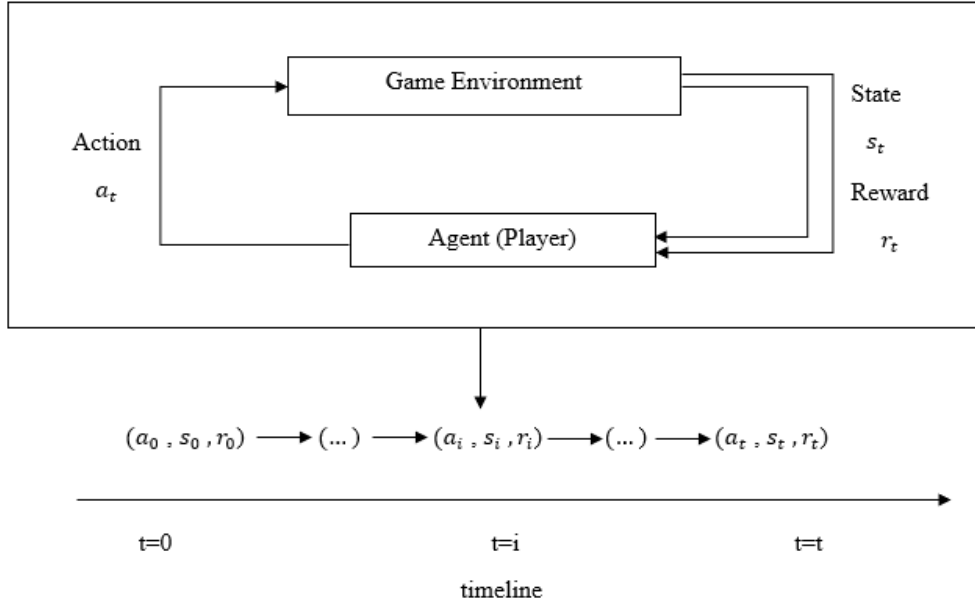 Game Environment
State
Action
s_t
a_t
Reward
Agent (Player)
r_t
(a_0 , s_0 , r_0) (...) (a_i , s_i , r_i) (...) (a_t , s_t , r_t)
t=0 t=i t=t
timeline